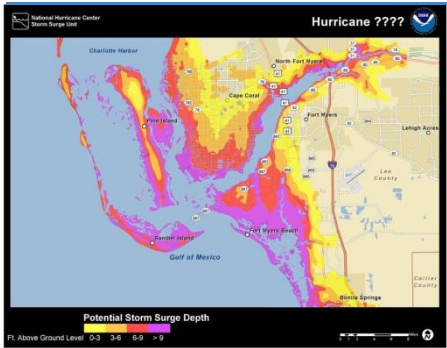 National Hurricane Center
Storm Surge Unit
Hurricane ????
NOAA
Charlotte Harbor
North Fort Myers
Cape Coral
Pine Island
Fort Myers
Lehigh Acres
Lee
County
Sanibel Island
Fort Myers Beach
Gulf of Mexico
Collier
County
Bonita Springs
Potential Storm Surge Depth
Ft. Above Ground Level 0-3 3-6 6-9 > 9